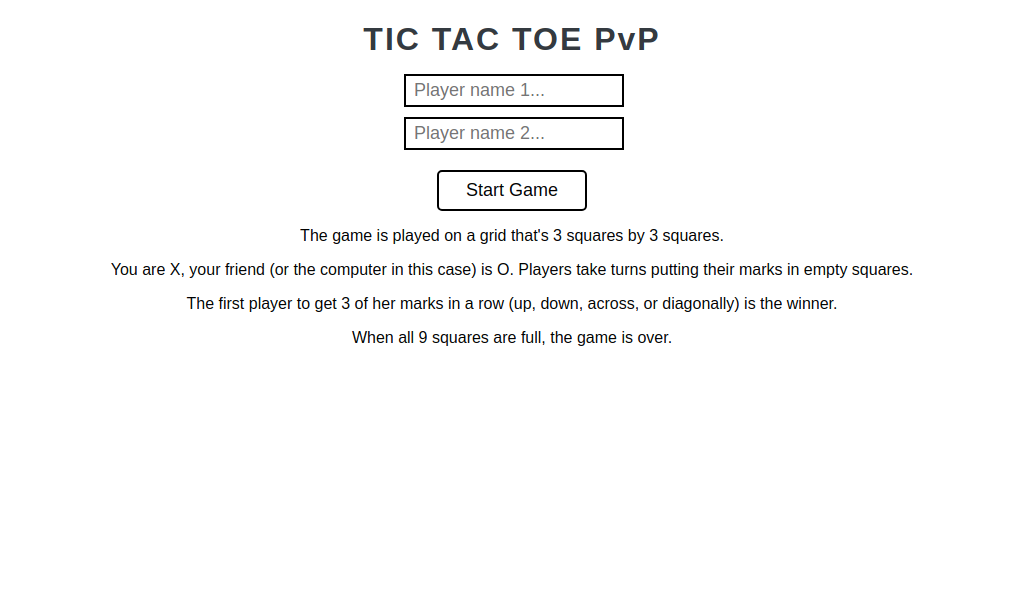 TIC TAC TOE PvP
Player name 1...
Player name 2...
Start Game
The game is played on a grid that's 3 squares by 3 squares.
You are X, your friend (or the computer in this case) is O. Players take turns putting their marks in empty squares.
The first player to get 3 of her marks in a row (up, down, across, or diagonally) is the winner.
When all 9 squares are full, the game is over.